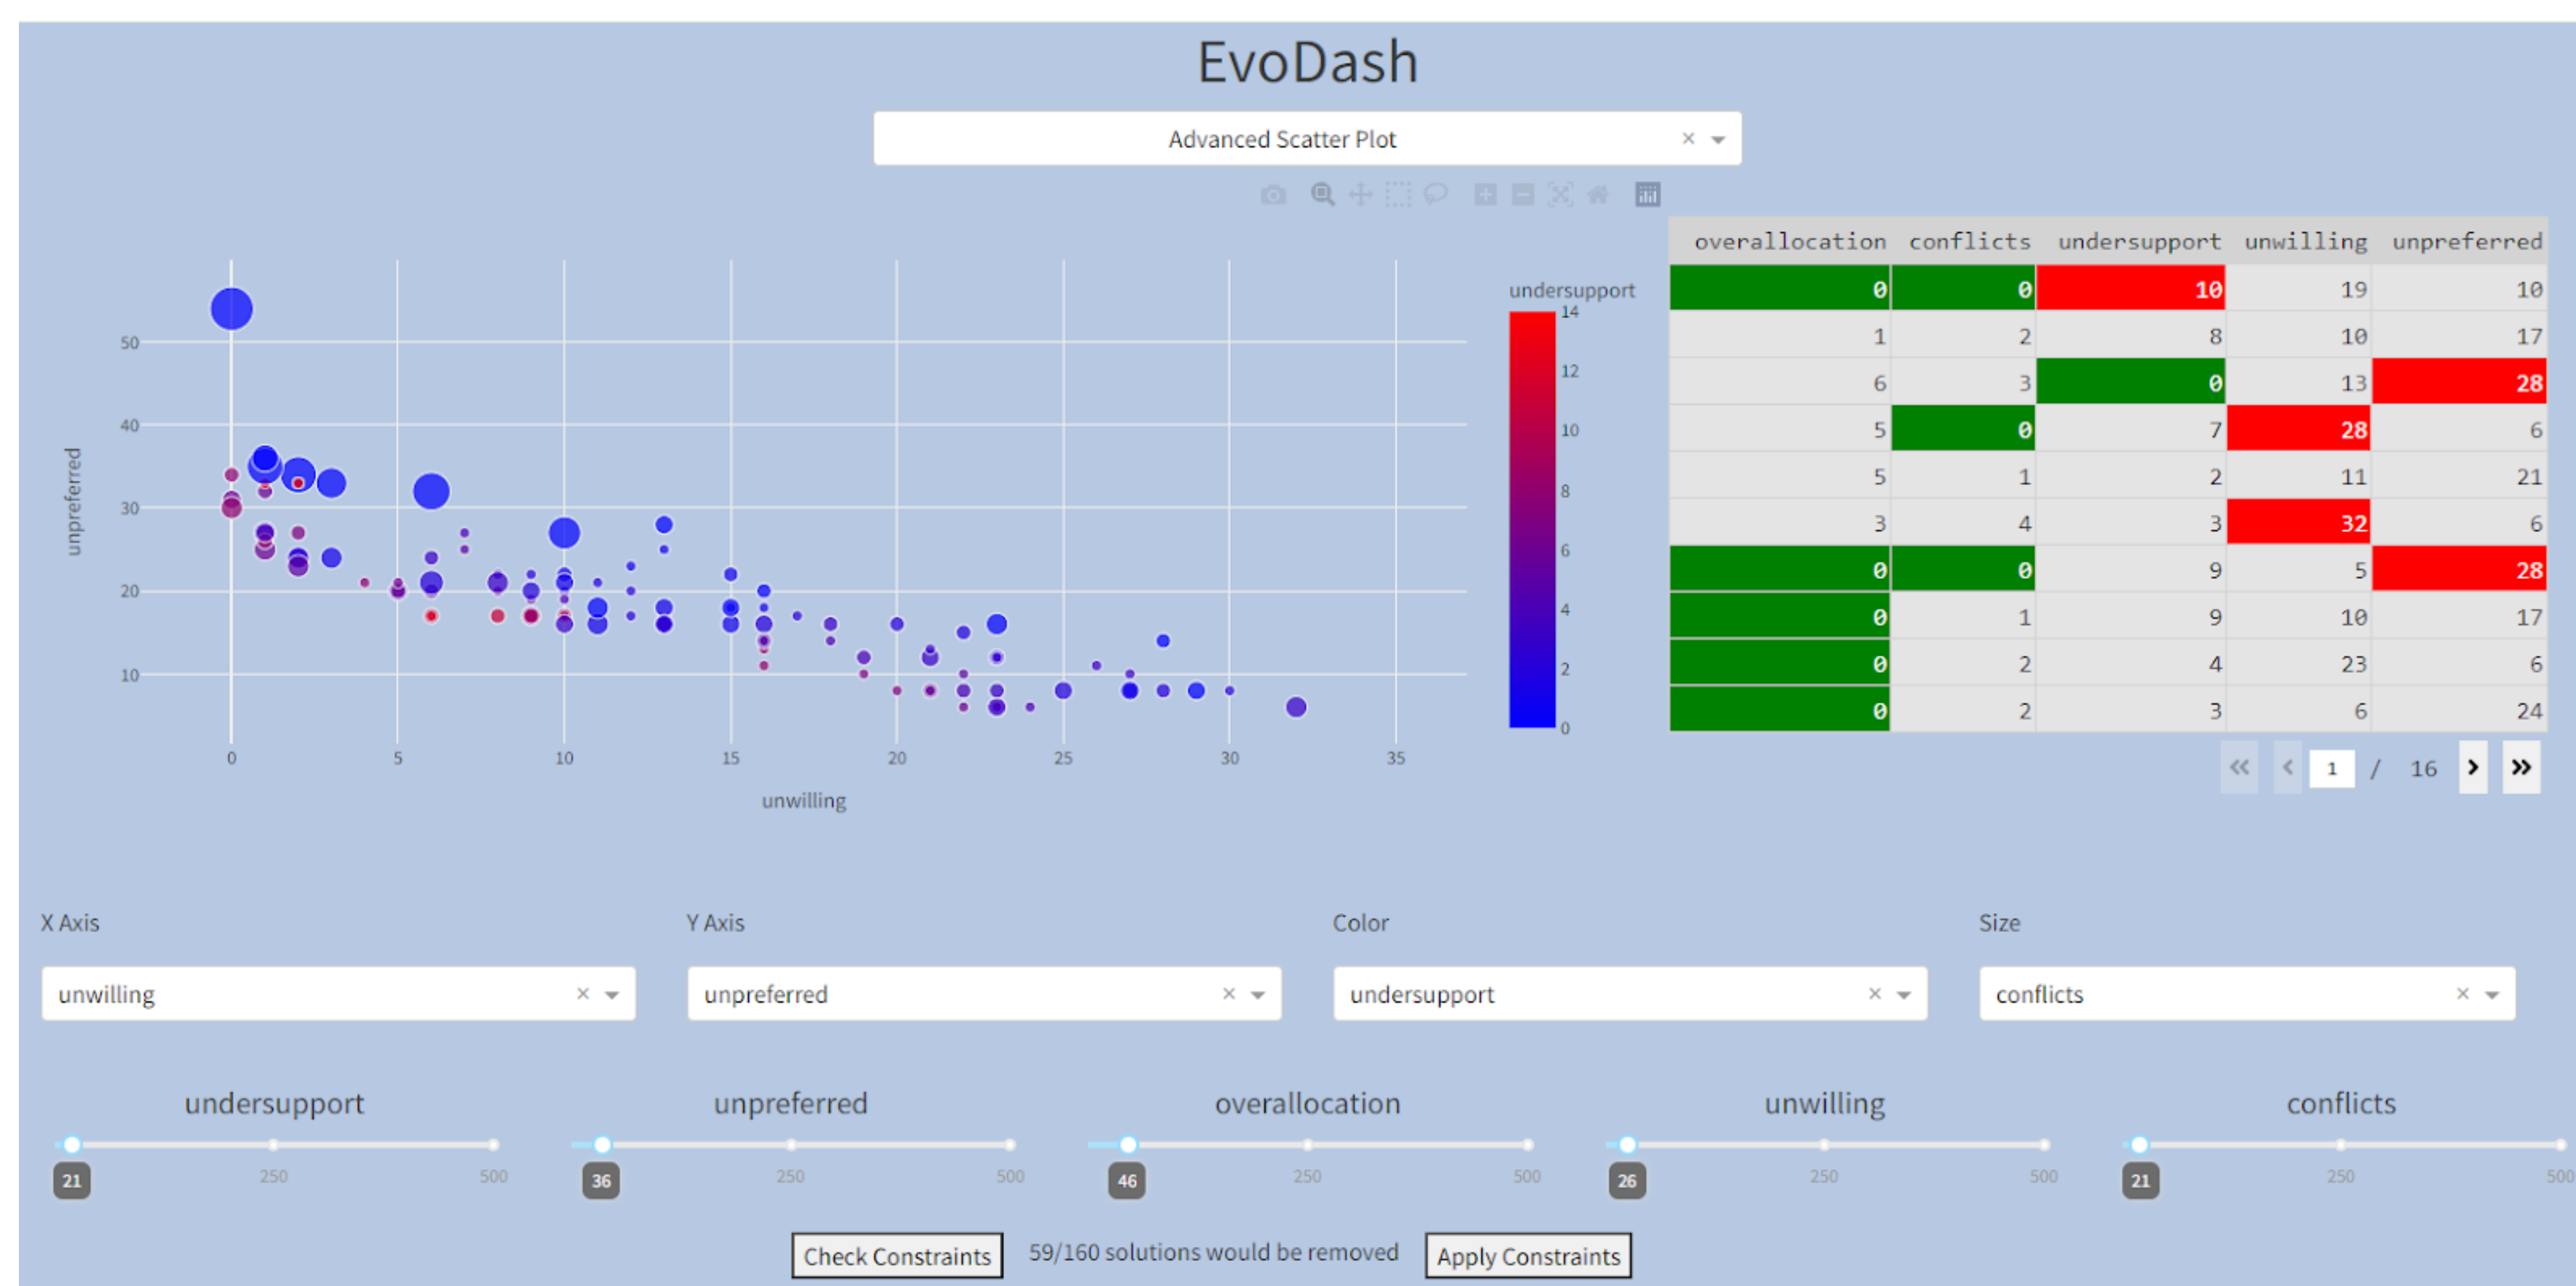 EvoDash
Advanced Scatter Plot × 
overallocation conflicts undersupport unwilling unpreferred
0 0 10 19 10
1 2 8 10 17
6 3 0 13 28
5 0 7 28 6
5 1 2 11 21
3 4 3 32 6
0 0 9 5 28
0 1 9 10 17
0 2 4 23 6
0 2 3 6 24
« ‹ 1 / 16 › »
undersupport
14
12
10
8
6
4
2
0
unpreferred
50
40
30
20
10
0 5 10 15 20 25 30 35
unwilling
X Axis Y Axis Color Size
unwilling × unpreferred × undersupport × conflicts ×
undersupport unpreferred overallocation unwilling conflicts
21 250 500 36 250 500 46 250 500 26 250 500 21 250 500
Check Constraints 59/160 solutions would be removed Apply Constraints